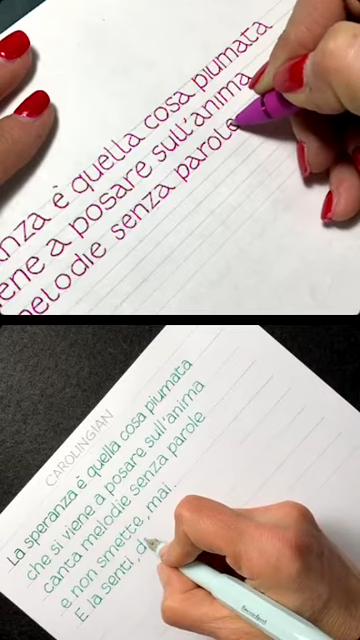 nza è quella cosa piumata
iene a posare sull'anima
melodie senza parole
CAROLINGIAN
La speranza è quella cosa piumata
che si viene a posare sull'anima
canta melodie senza parole
e non smette, mai.
E la senti, d